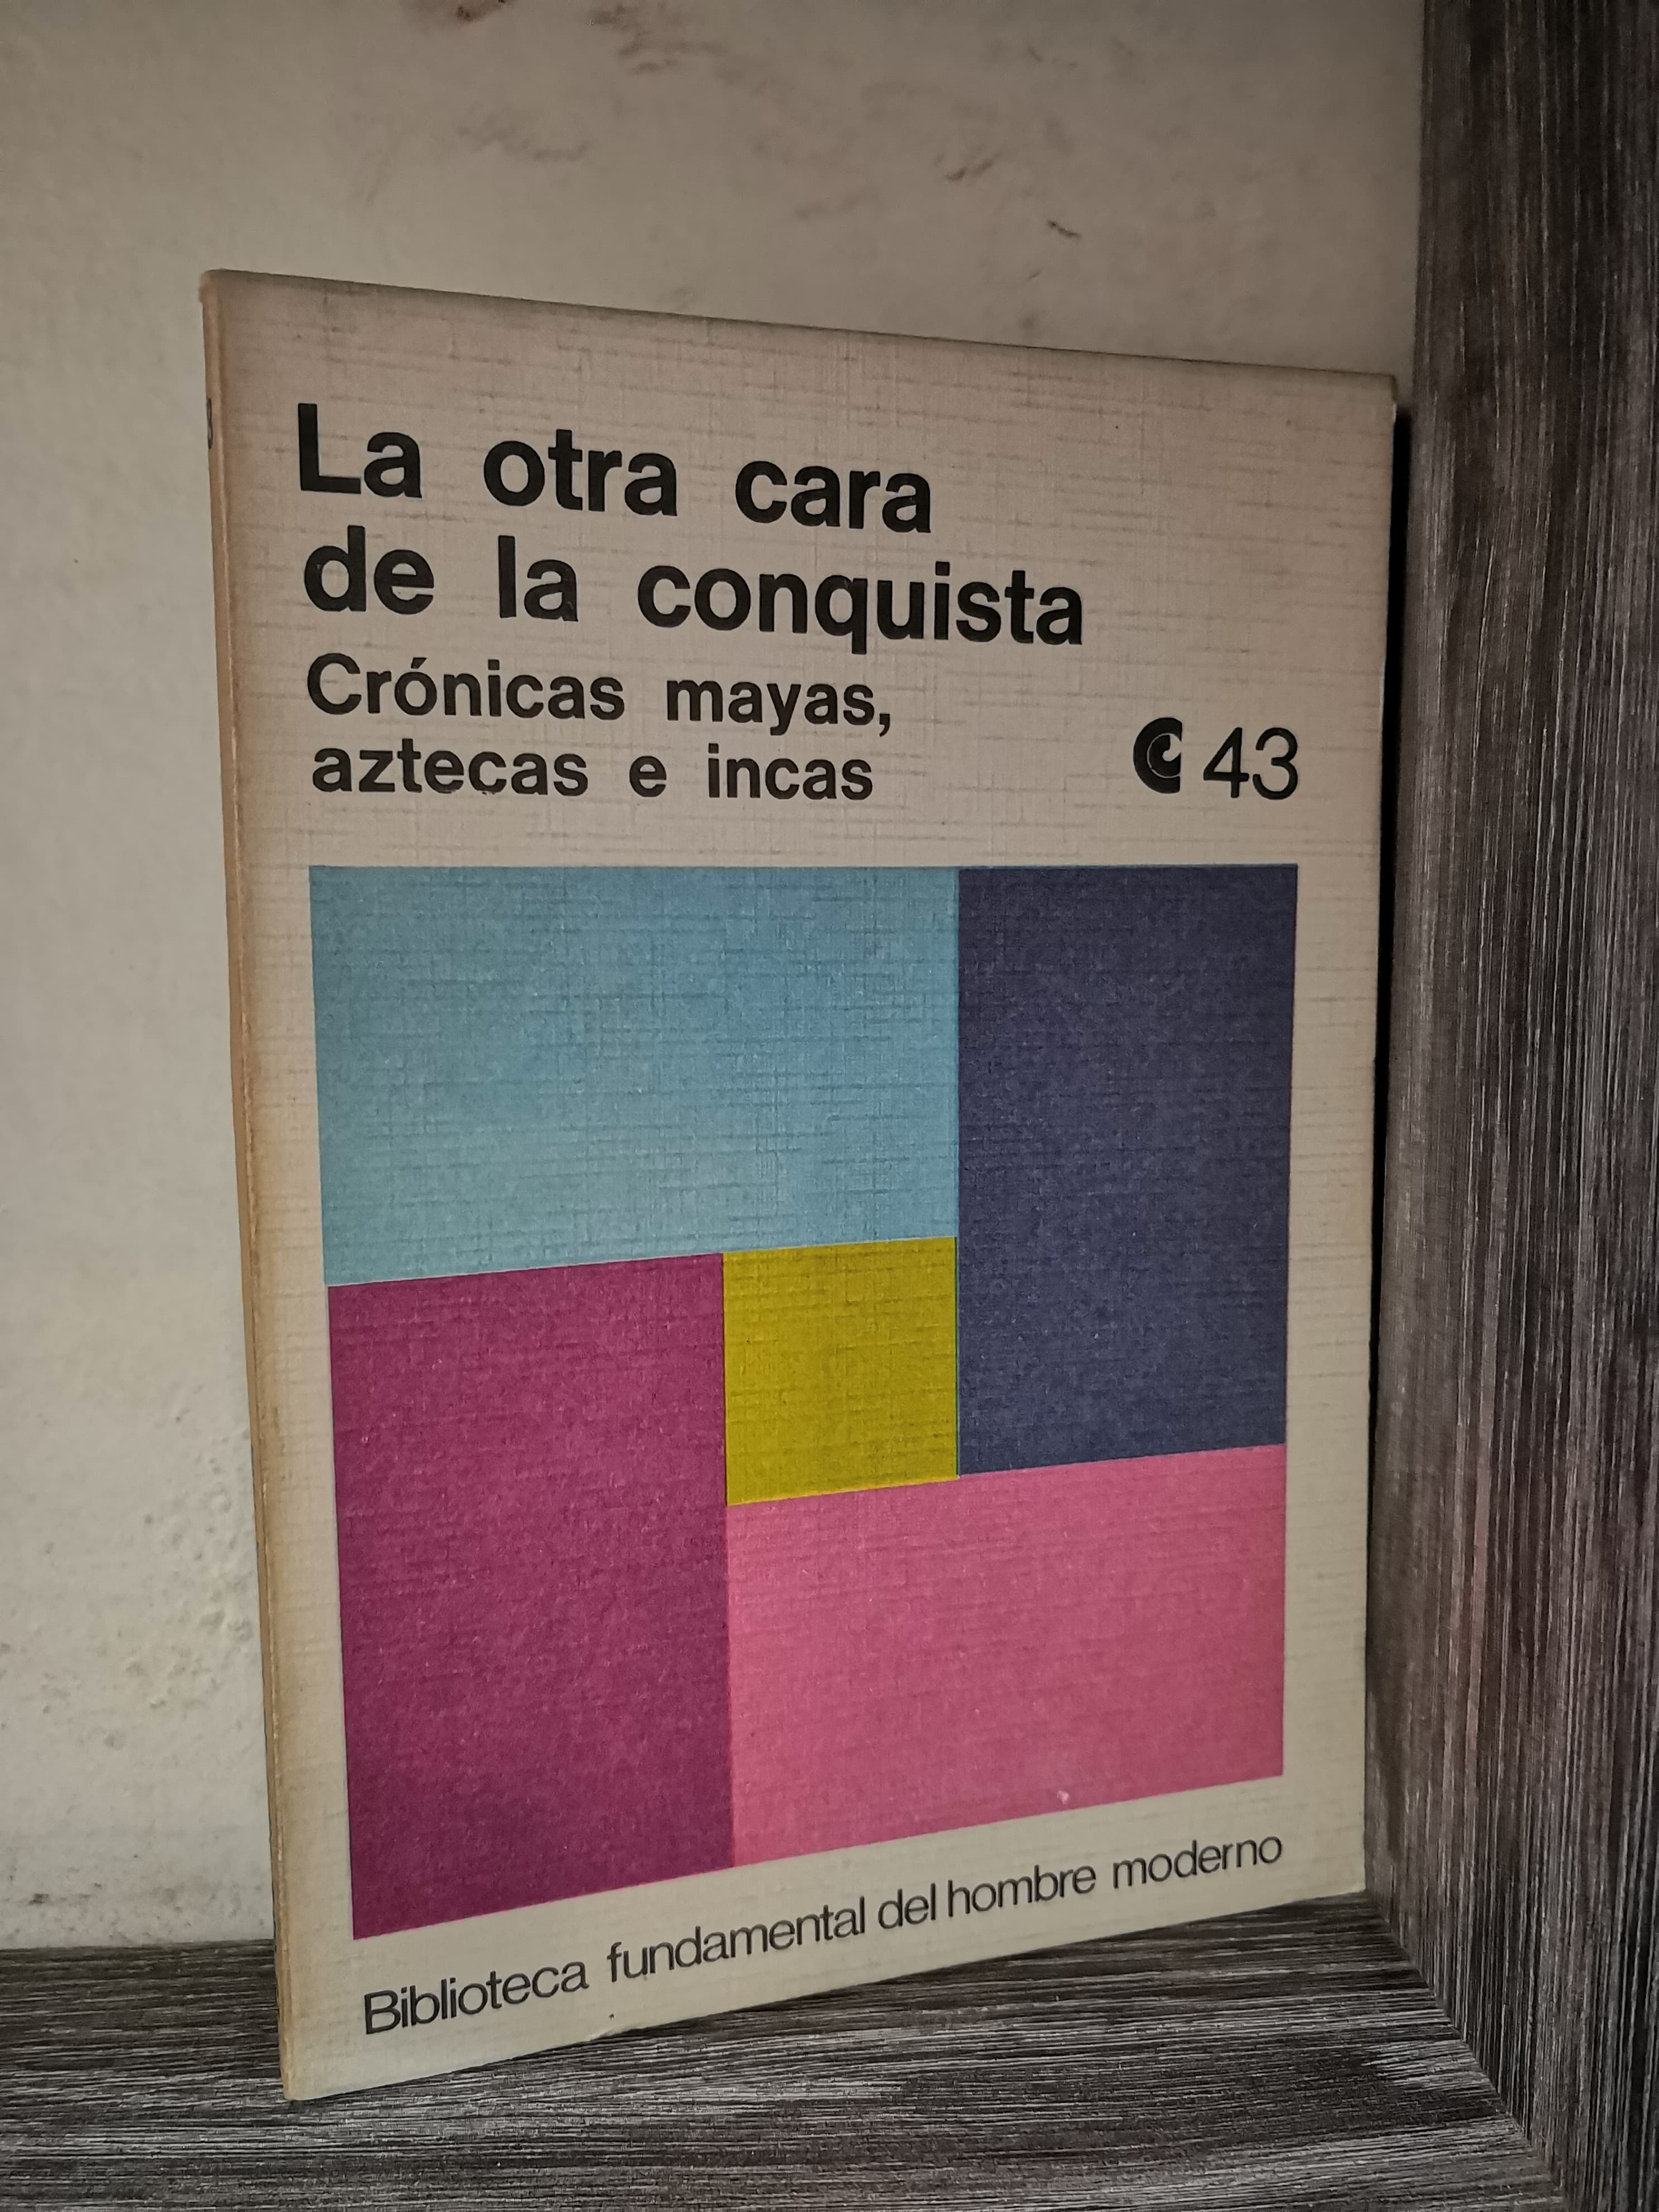 La otra cara
de la conquista
Crónicas mayas,
aztecas e incas
43
Biblioteca fundamental del hombre moderno